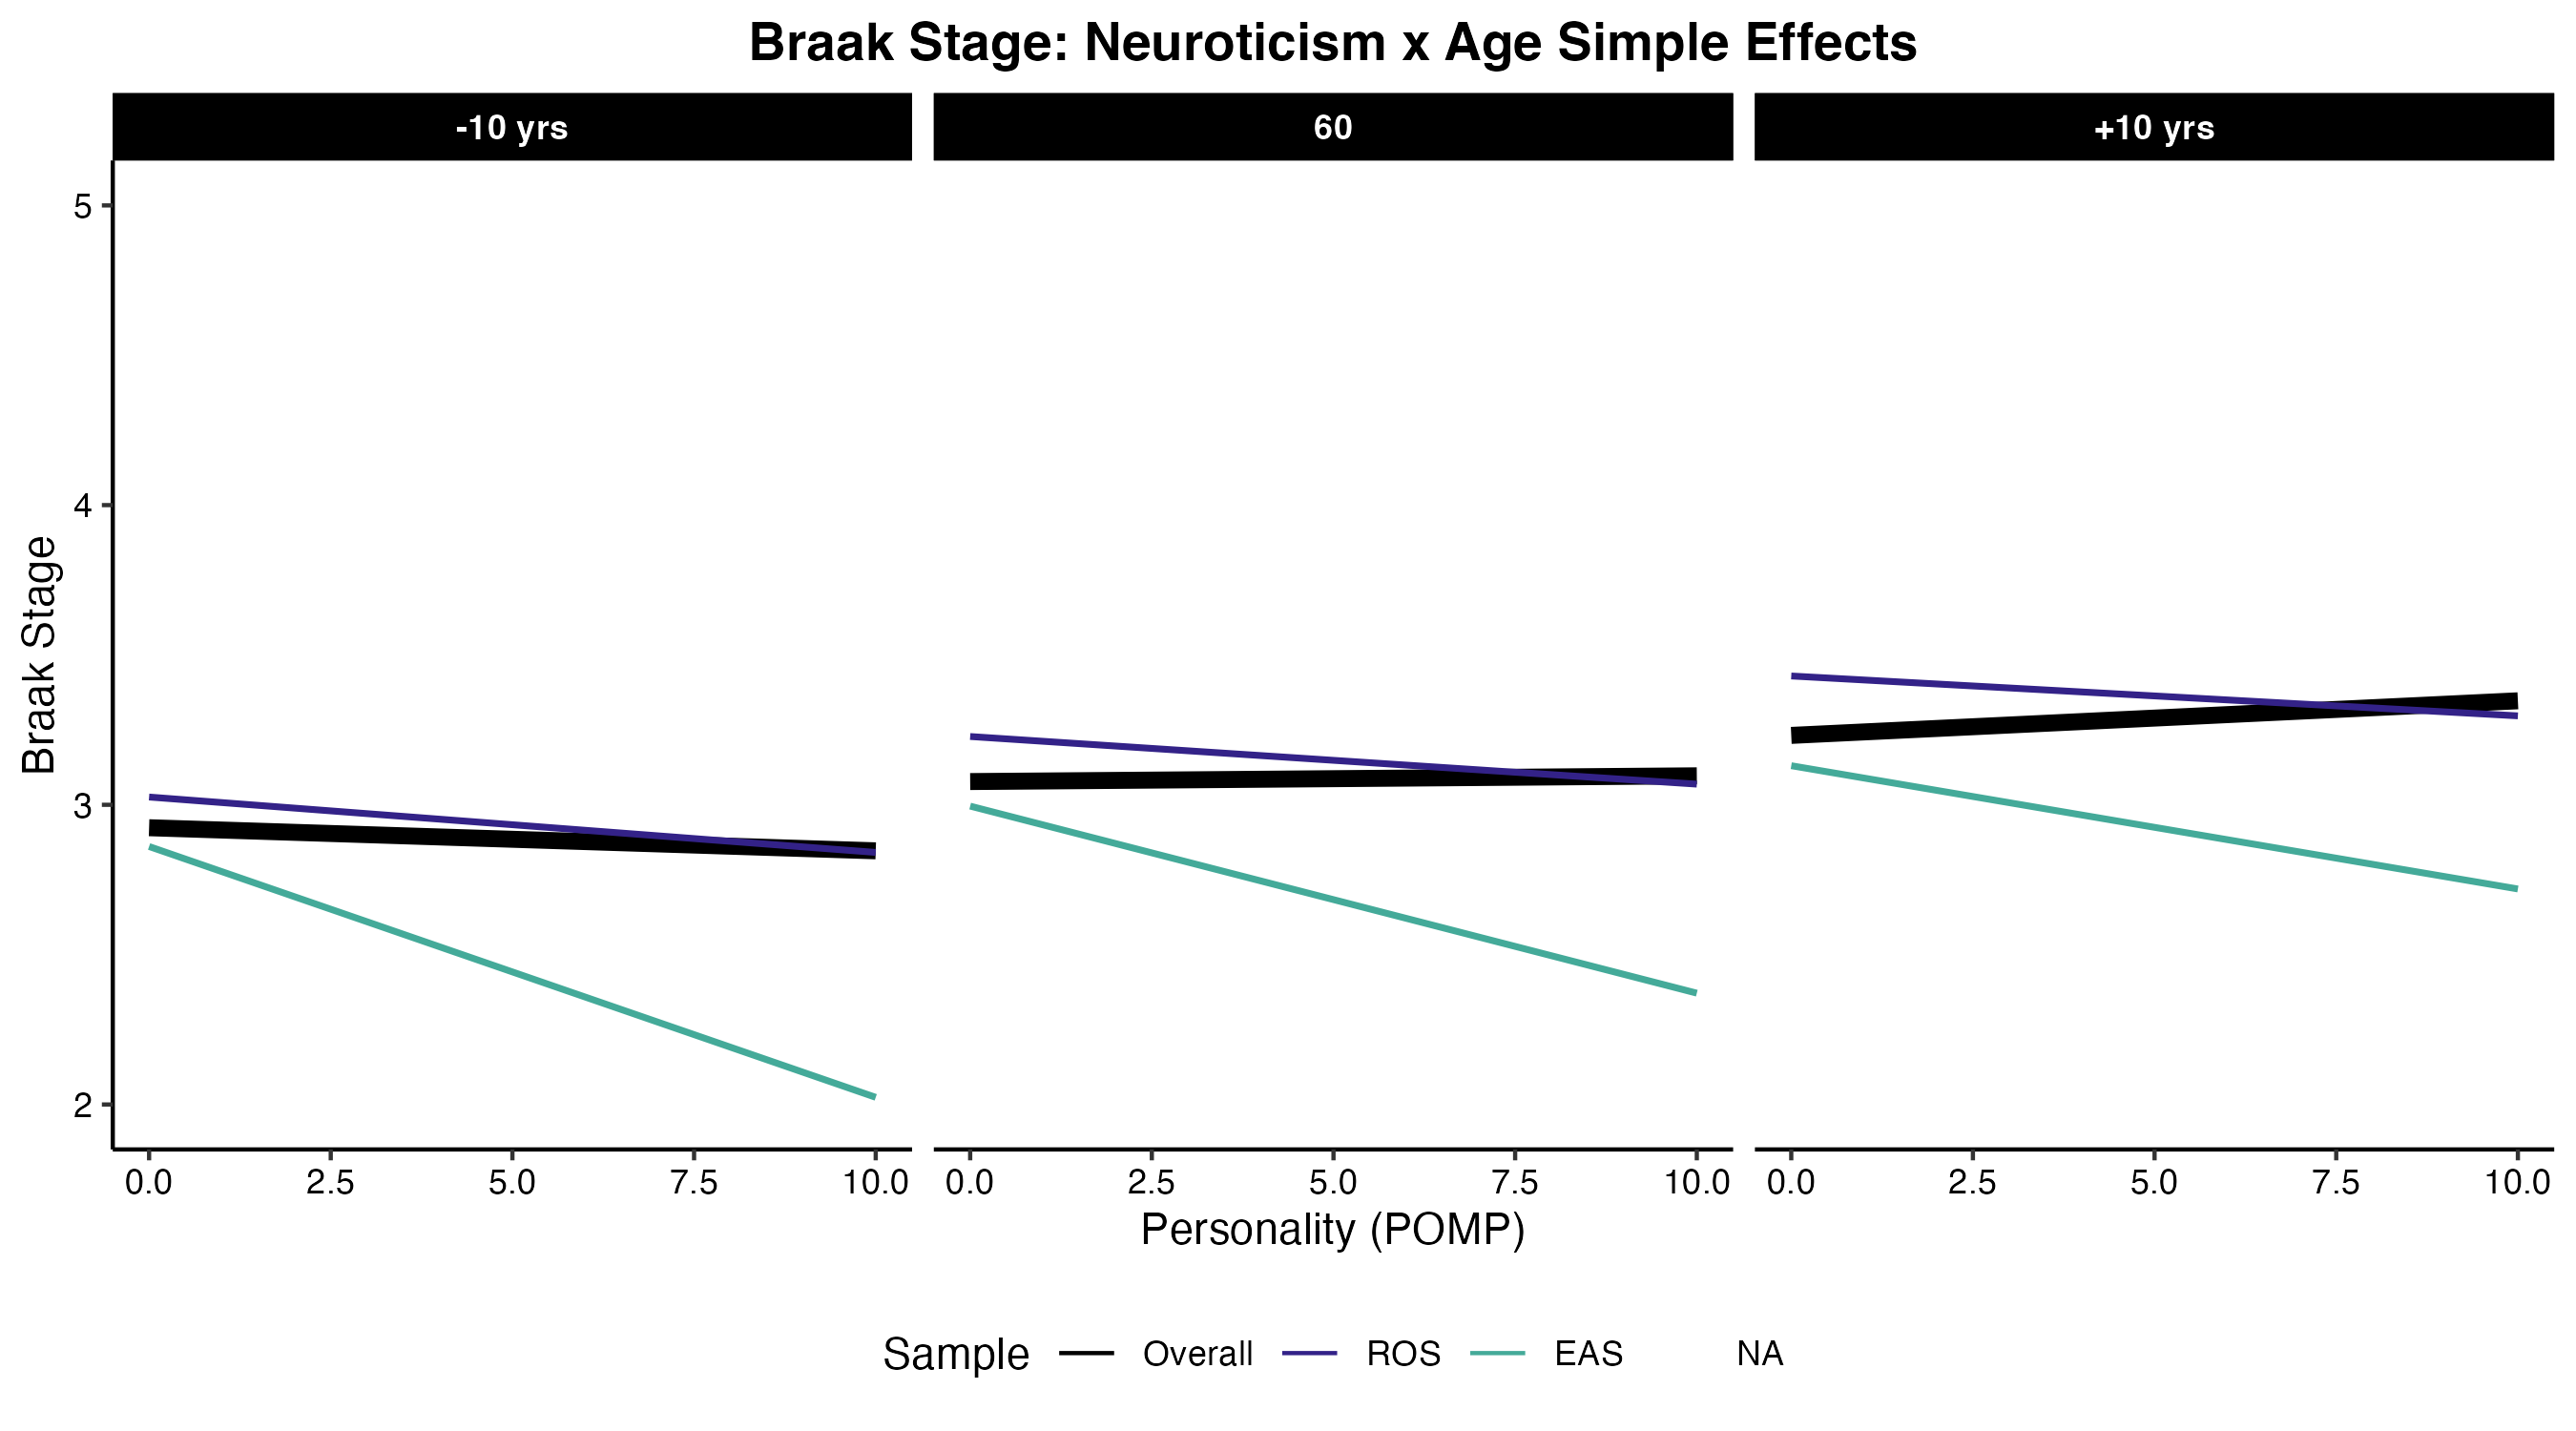 Braak Stage: Neuroticism x Age Simple Effects
-10 yrs
60
+10 yrs
Braak Stage
5
4
3
2
0.0 2.5 5.0 7.5 10.0
0.0 2.5 5.0 7.5 10.0
0.0 2.5 5.0 7.5 10.0
Personality (POMP)
Sample Overall ROS EAS NA